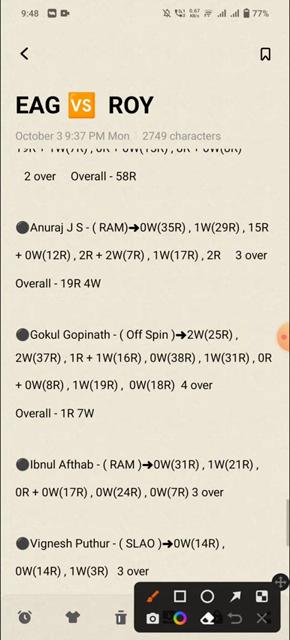 9:48
0.67 KB/s
77%
EAG VS ROY
October 3 9:37 PM Mon 2749 characters
2 over Overall - 58R
⚫Anuraj J S - ( RAM)➔0W(35R) , 1W(29R) , 15R
+ 0W(12R) , 2R + 2W(7R) , 1W(17R) , 2R 3 over
Overall - 19R 4W
⚫Gokul Gopinath - ( Off Spin )➔2W(25R) ,
2W(37R) , 1R + 1W(16R) , 0W(38R) , 1W(31R) , 0R
+ 0W(8R) , 1W(19R) , 0W(18R) 4 over
Overall - 1R 7W
⚫Ibnul Afthab - ( RAM )➔0W(31R) , 1W(21R) ,
0R + 0W(17R) , 0W(24R) , 0W(7R) 3 over
⚫Vignesh Puthur - ( SLAO )➔0W(14R) ,
0W(14R) , 1W(3R) 3 over